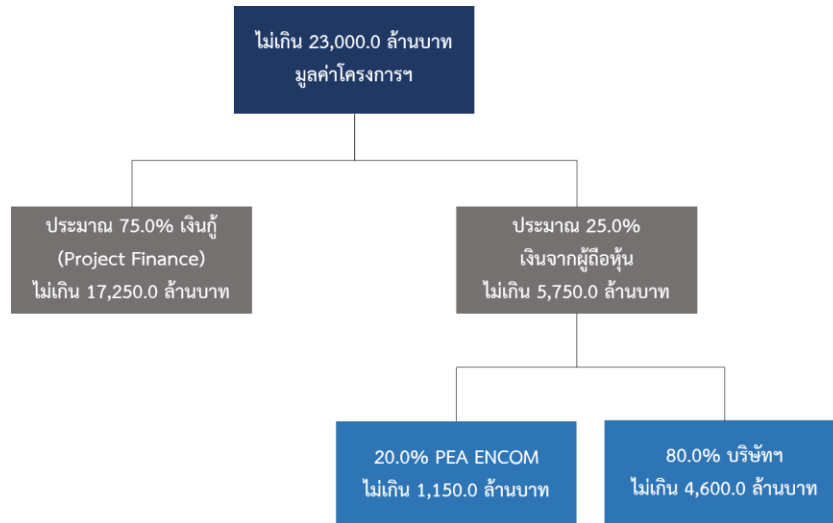 ไม่เกิน 23,000.0 ล้านบาท
มูลค่าโครงการฯ
ประมาณ 75.0% เงินกู้
(Project Finance)
ไม่เกิน 17,250.0 ล้านบาท
ประมาณ 25.0%
เงินจากผู้ถือหุ้น
ไม่เกิน 5,750.0 ล้านบาท
20.0% PEA ENCOM
ไม่เกิน 1,150.0 ล้านบาท
80.0% บริษัทฯ
ไม่เกิน 4,600.0 ล้านบาท